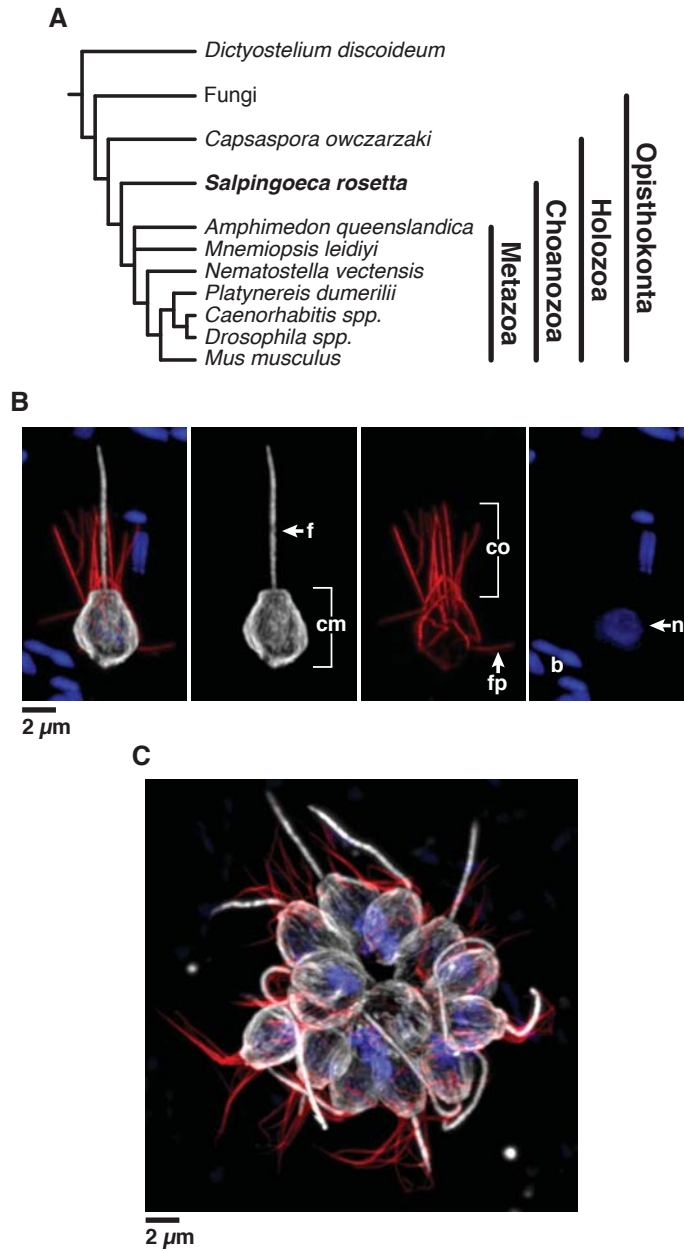 A
Dictyostelium discoideum
Fungi
Capsaspora owczarzaki
Salpingoeca rosetta
Amphimedon queenslandica
Mnemiopsis leidiyi
Nematostella vectensis
Platynereis dumerilii
Caenorhabitis spp.
Drosophila spp.
Mus musculus
Metazoa
Choanozoa
Holozoa
Opisthokonta
B
f
cm
co
fp
n
b
2 µm
C
2 µm